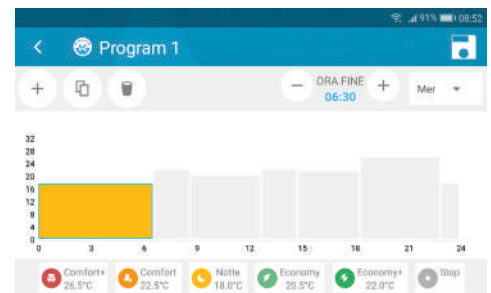 91% 08:52
Program 1
ORA FINE
06:30
Mer
32
28
24
20
16
12
8
4
0
0 3 6 9 12 15 18 21 24
Comfort+
26.5°C
Comfort
22.5°C
Notte
18.0°C
Economy
20.5°C
Economy+
22.0°C
Stop